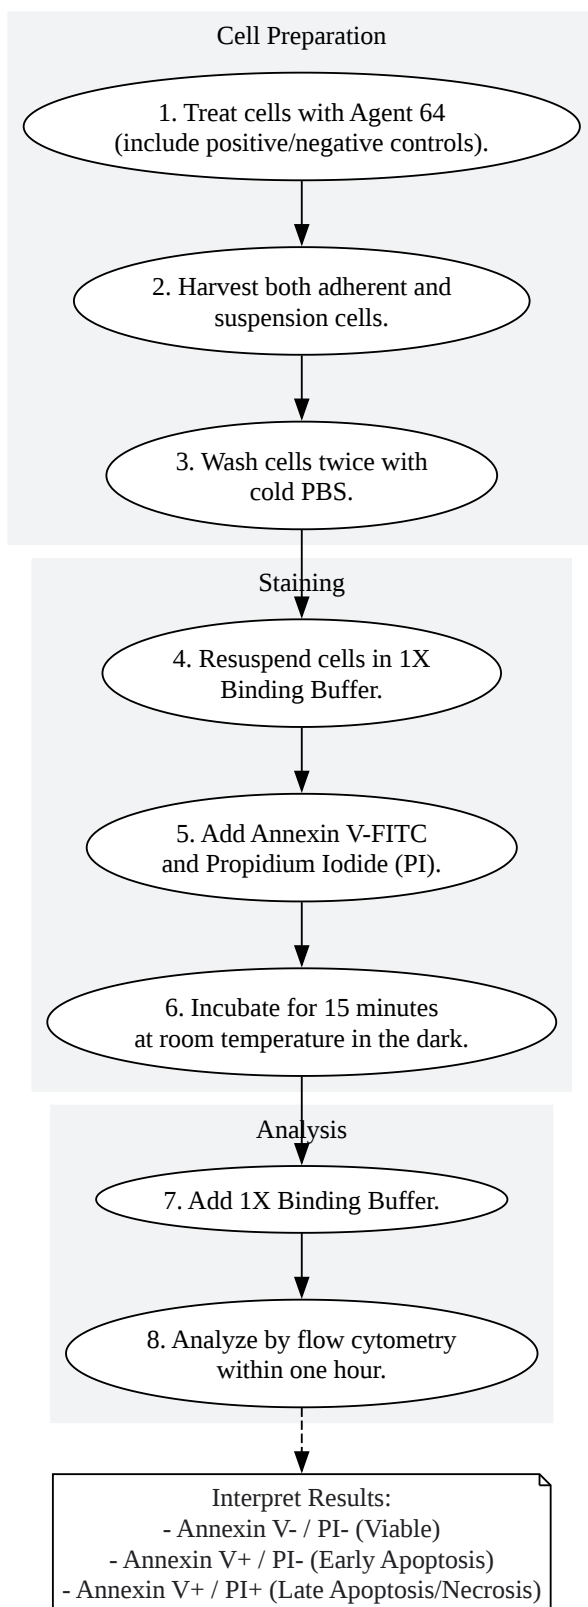 Cell Preparation
1. Treat cells with Agent 64
(include positive/negative controls).
2. Harvest both adherent and
suspension cells.
3. Wash cells twice with
cold PBS.
Staining
4. Resuspend cells in 1X
Binding Buffer.
5. Add Annexin V-FITC
and Propidium Iodide (PI).
6. Incubate for 15 minutes
at room temperature in the dark.
Analysis
7. Add 1X Binding Buffer.
8. Analyze by flow cytometry
within one hour.
Interpret Results:
- Annexin V- / PI- (Viable)
- Annexin V+ / PI- (Early Apoptosis)
- Annexin V+ / PI+ (Late Apoptosis/Necrosis)